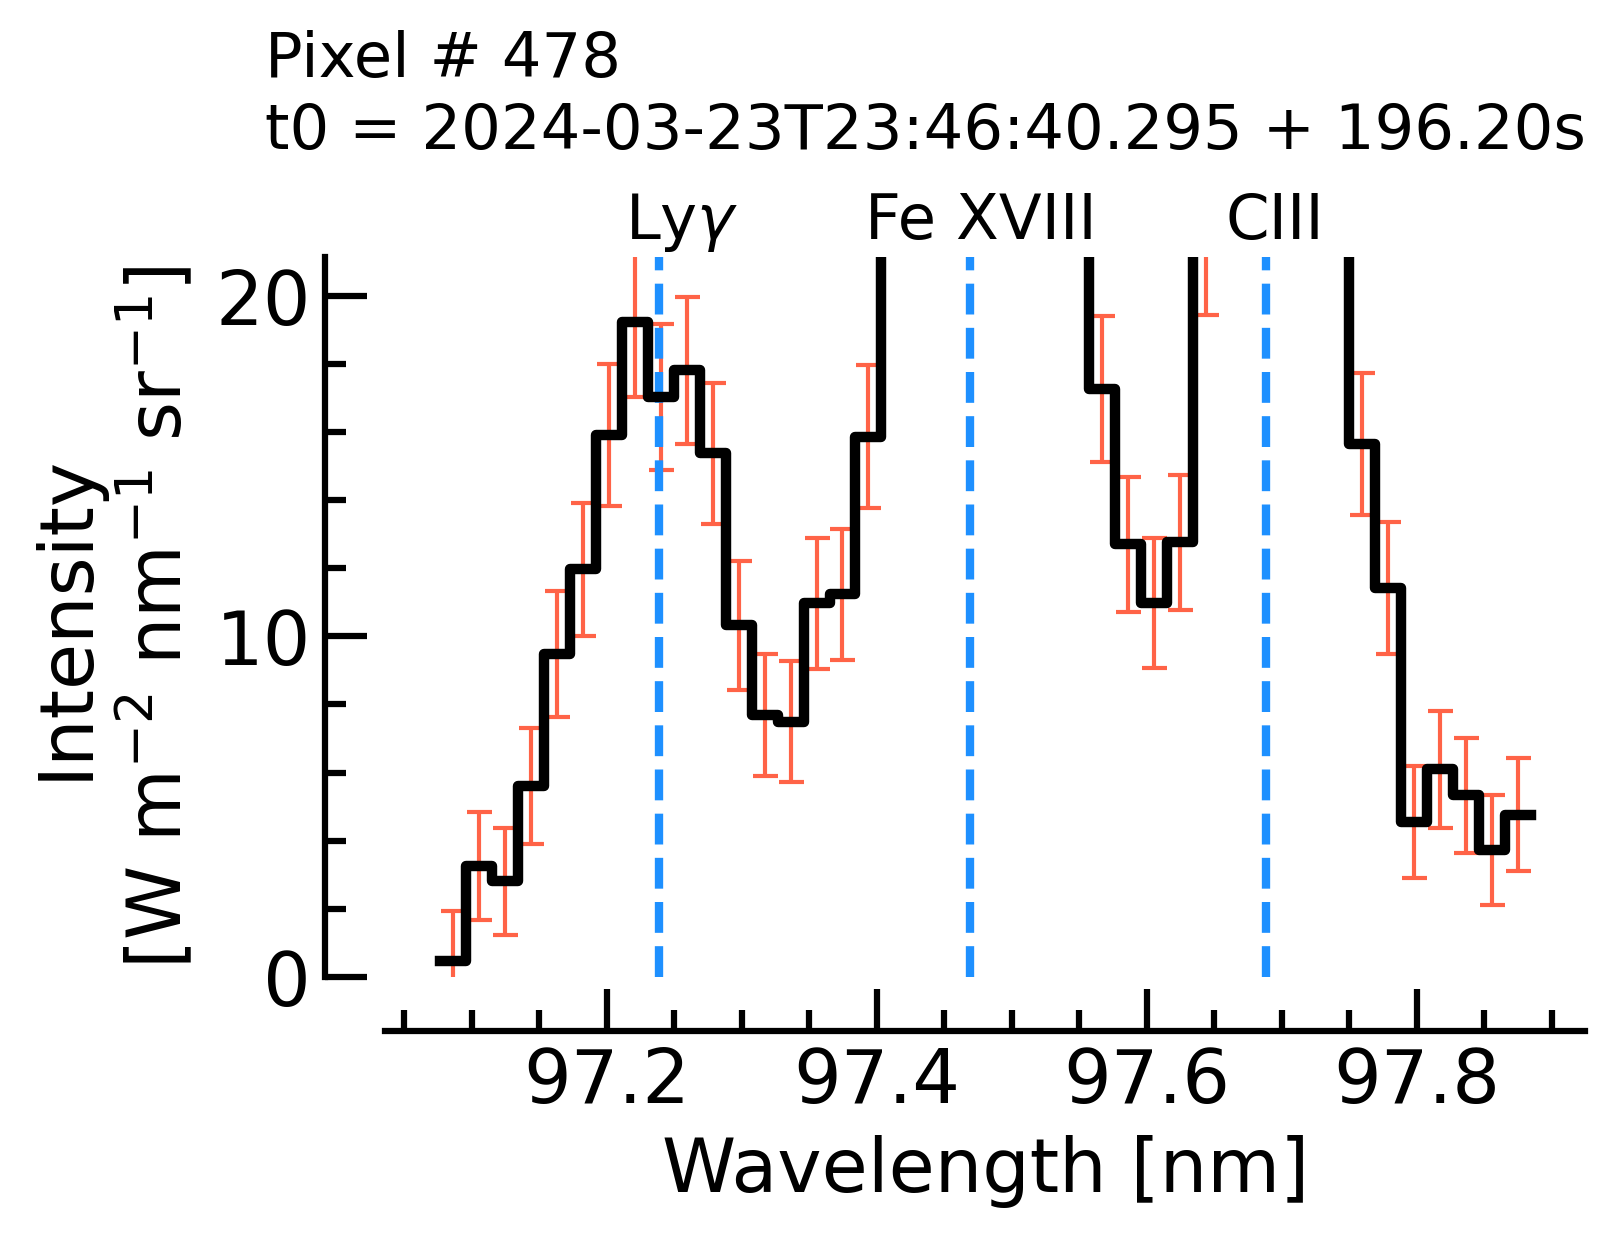 Pixel # 478
t0 = 2024-03-23T23:46:40.295 + 196.20s
Lyγ Fe XVIII CIII
Intensity
[W m⁻² nm⁻¹ sr⁻¹]
20
10
0
97.2 97.4 97.6 97.8
Wavelength [nm]